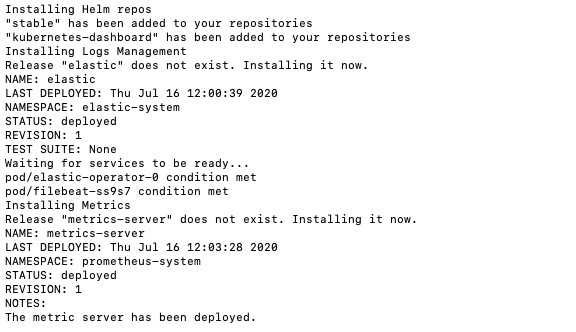 Installing Helm repos
"stable" has been added to your repositories
"kubernetes-dashboard" has been added to your repositories
Installing Logs Management
Release "elastic" does not exist. Installing it now.
NAME: elastic
LAST DEPLOYED: Thu Jul 16 12:00:39 2020
NAMESPACE: elastic-system
STATUS: deployed
REVISION: 1
TEST SUITE: None
Waiting for services to be ready...
pod/elastic-operator-0 condition met
pod/filebeat-ss9s7 condition met
Installing Metrics
Release "metrics-server" does not exist. Installing it now.
NAME: metrics-server
LAST DEPLOYED: Thu Jul 16 12:03:28 2020
NAMESPACE: prometheus-system
STATUS: deployed
REVISION: 1
NOTES:
The metric server has been deployed.